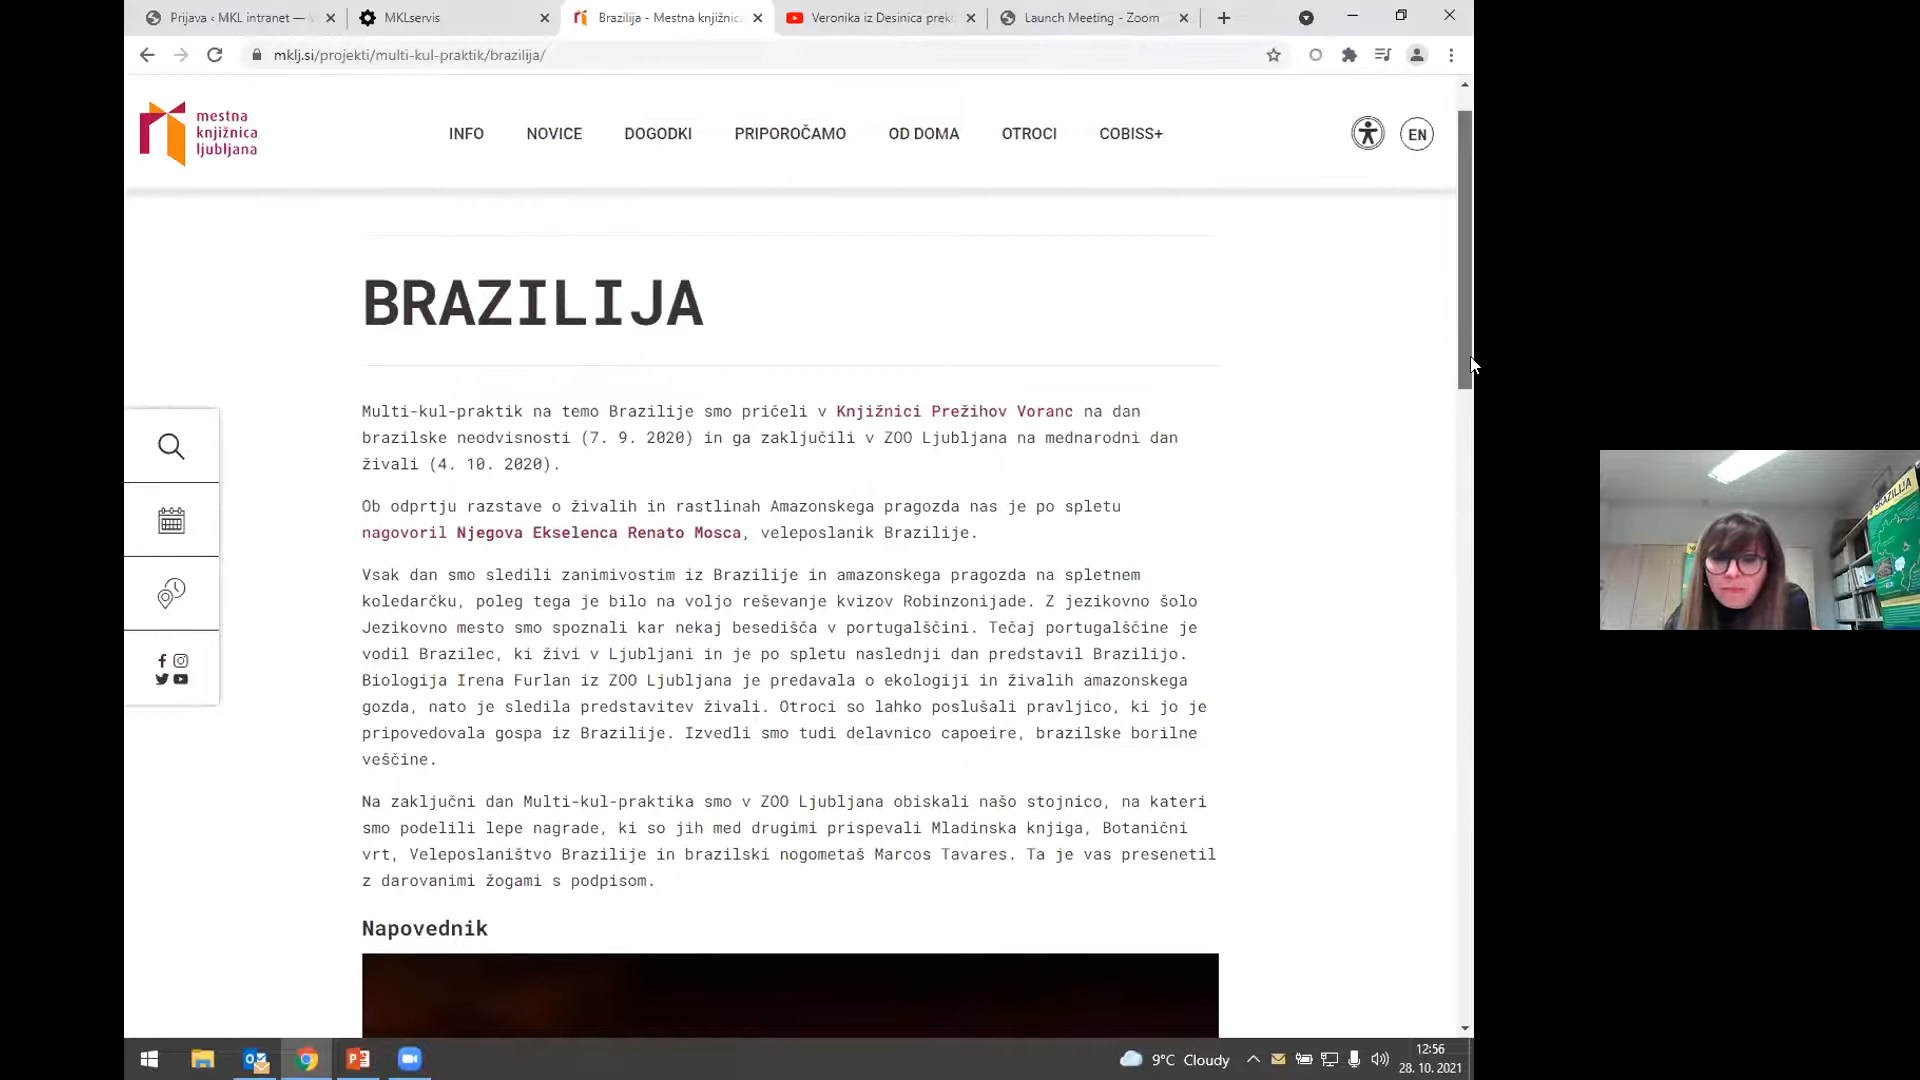 Prijava ‹ MKL intranet —
MKLservis
Brazilija - Mestna knjižnica
Veronika iz Desinica prek
Launch Meeting - Zoom
mklj.si/projekti/multi-kul-praktik/brazilija/
mestna
knjižnica
ljubljana
INFO
NOVICE
DOGODKI
PRIPOROČAMO
OD DOMA
OTROCI
COBISS+
EN
BRAZILIJA
Multi-kul-praktik na temo Brazilije smo pričeli v Knjižnici Prežihov Voranc na dan
brazilske neodvisnosti (7. 9. 2020) in ga zaključili v ZOO Ljubljana na mednarodni dan
živali (4. 10. 2020).
Ob odprtju razstave o živalih in rastlinah Amazonskega pragozda nas je po spletu
nagovoril Njegova Ekselenca Renato Mosca, veleposlanik Brazilije.
Vsak dan smo sledili zanimivostim iz Brazilije in amazonskega pragozda na spletnem
koledarčku, poleg tega je bilo na voljo reševanje kvizov Robinzonijade. Z jezikovno šolo
Jezikovno mesto smo spoznali kar nekaj besedišča v portugalščini. Tečaj portugalščine je
vodil Brazilec, ki živi v Ljubljani in je po spletu naslednji dan predstavil Brazilijo.
Biologija Irena Furlan iz ZOO Ljubljana je predavala o ekologiji in živalih amazonskega
gozda, nato je sledila predstavitev živali. Otroci so lahko poslušali pravljico, ki jo je
pripovedovala gospa iz Brazilije. Izvedli smo tudi delavnico capoeire, brazilske borilne
veščine.
Na zaključni dan Multi-kul-praktika smo v ZOO Ljubljana obiskali našo stojnico, na kateri
smo podelili lepe nagrade, ki so jih med drugimi prispevali Mladinska knjiga, Botanični
vrt, Veleposlaništvo Brazilije in brazilski nogometaš Marcos Tavares. Ta je vas presenetil
z darovanimi žogami s podpisom.
Napovednik
BRAZILIJA
9°C Cloudy
12:56
28. 10. 2021